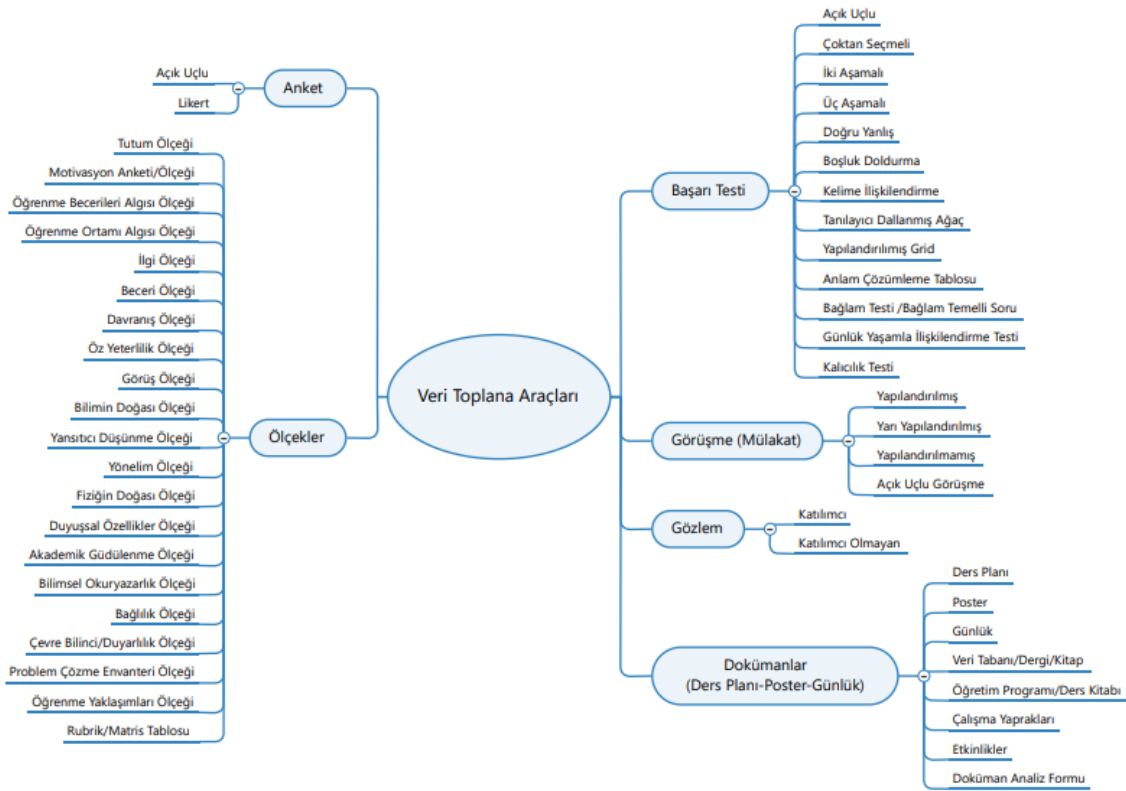 Anket
Açık Uçlu
Likert
Ölçekler
Tutum Ölçeği
Motivasyon Anketi/Ölçeği
Öğrenme Becerileri Algısı Ölçeği
Öğrenme Ortamı Algısı Ölçeği
İlgi Ölçeği
Beceri Ölçeği
Davranış Ölçeği
Öz Yeterlilik Ölçeği
Görüş Ölçeği
Bilimin Doğası Ölçeği
Yansıtıcı Düşünme Ölçeği
Yönelim Ölçeği
Fiziğin Doğası Ölçeği
Duyuşsal Özellikler Ölçeği
Akademik Güdülenme Ölçeği
Bilimsel Okuryazarlık Ölçeği
Bağlılık Ölçeği
Çevre Bilinci/Duyarlılık Ölçeği
Problem Çözme Envanteri Ölçeği
Öğrenme Yaklaşımları Ölçeği
Rubrik/Matris Tablosu
Veri Toplana Araçları
Başarı Testi
Açık Uçlu
Çoktan Seçmeli
İki Aşamalı
Üç Aşamalı
Doğru Yanlış
Boşluk Doldurma
Kelime İlişkilendirme
Tanılayıcı Dallanmış Ağaç
Yapılandırılımış Grid
Anlam Çözümleme Tablosu
Bağlam Testi /Bağlam Temelli Soru
Günlük Yaşamla İlişkilendirme Testi
Kalıcılık Testi
Görüşme (Mülakat)
Yapılandırılmış
Yarı Yapılandırılmış
Yapılandırılmamış
Açık Uçlu Görüşme
Gözlem
Katılımcı
Katılımcı Olmayan
Dokümanlar
(Ders Planı-Poster-Günlük)
Ders Planı
Poster
Günlük
Veri Tabanı/Dergi/Kitap
Öğretim Programı/Ders Kitabı
Çalışma Yaprakları
Etkinlikler
Doküman Analiz Formu